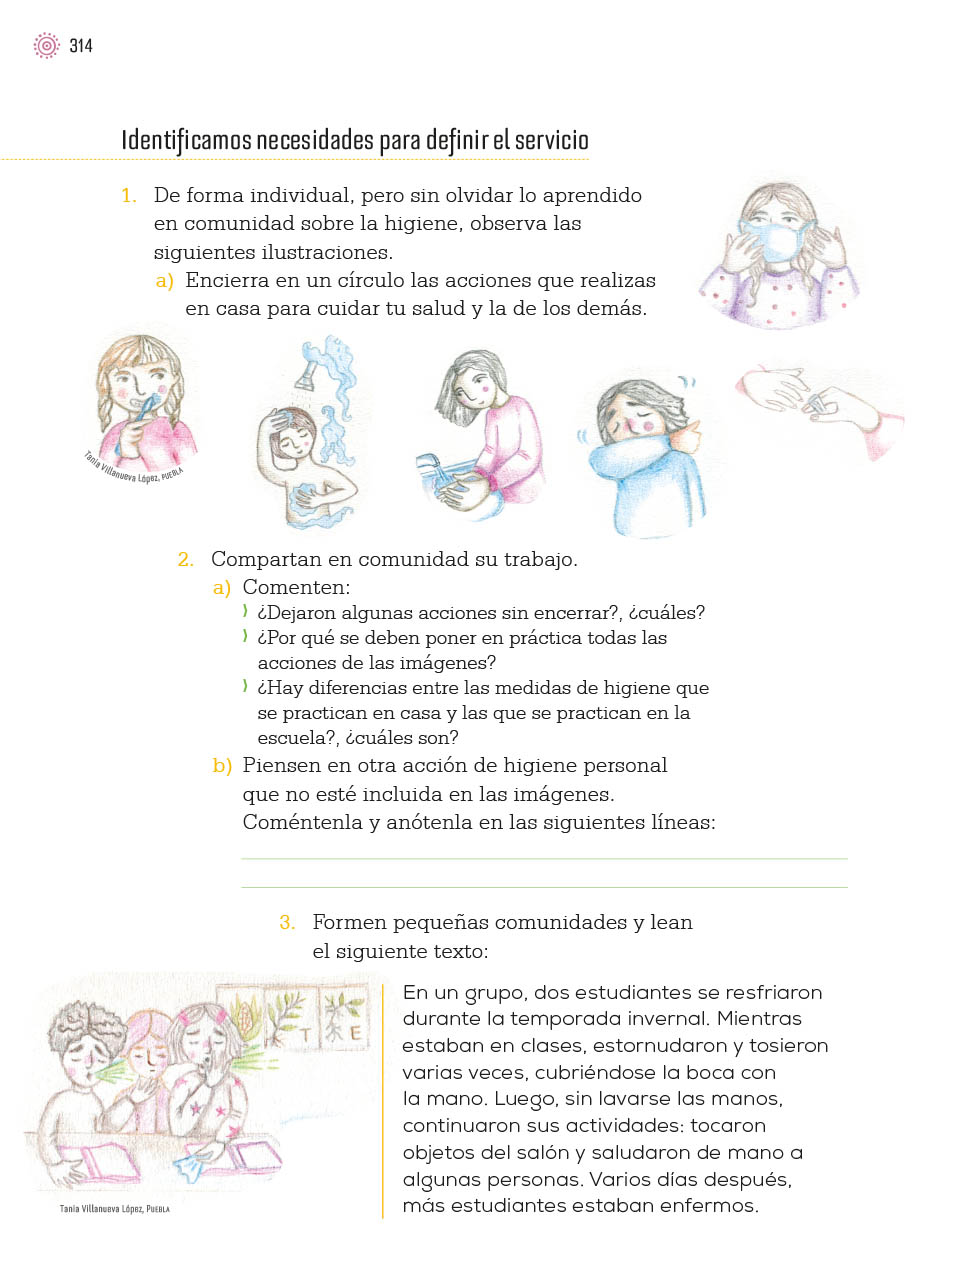 314
Identificamos necesidades para definir el servicio
1. De forma individual, pero sin olvidar lo aprendido
en comunidad sobre la higiene, observa las
siguientes ilustraciones.
a) Encierra en un círculo las acciones que realizas
en casa para cuidar tu salud y la de los demás.
Tania Villanueva López, PUEBLA
2. Compartan en comunidad su trabajo.
a) Comenten:
⟩ ¿Dejaron algunas acciones sin encerrar?, ¿cuáles?
⟩ ¿Por qué se deben poner en práctica todas las
acciones de las imágenes?
⟩ ¿Hay diferencias entre las medidas de higiene que
se practican en casa y las que se practican en la
escuela?, ¿cuáles son?
b) Piensen en otra acción de higiene personal
que no esté incluida en las imágenes.
Coméntenla y anótenla en las siguientes líneas:
3. Formen pequeñas comunidades y lean
el siguiente texto:
T E
En un grupo, dos estudiantes se resfriaron
durante la temporada invernal. Mientras
estaban en clases, estornudaron y tosieron
varias veces, cubriéndose la boca con
la mano. Luego, sin lavarse las manos,
continuaron sus actividades: tocaron
objetos del salón y saludaron de mano a
algunas personas. Varios días después,
más estudiantes estaban enfermos.
Tania Villanueva López, PUEBLA